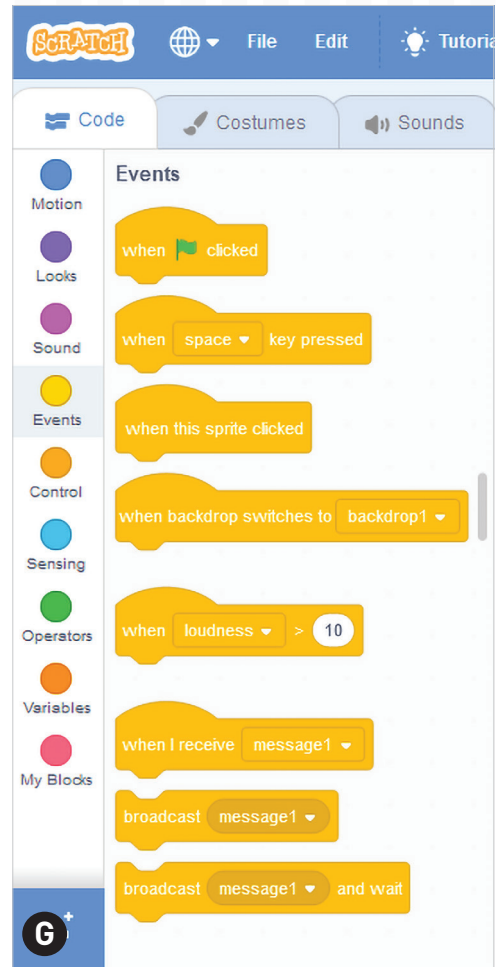 SCRATCH File Edit Tutoria
Code Costumes Sounds
Motion
Looks
Sound
Events
Control
Sensing
Operators
Variables
My Blocks
Events
when clicked
when space key pressed
when this sprite clicked
when backdrop switches to backdrop1
when loudness > 10
when I receive message1
broadcast message1
broadcast message1 and wait
G